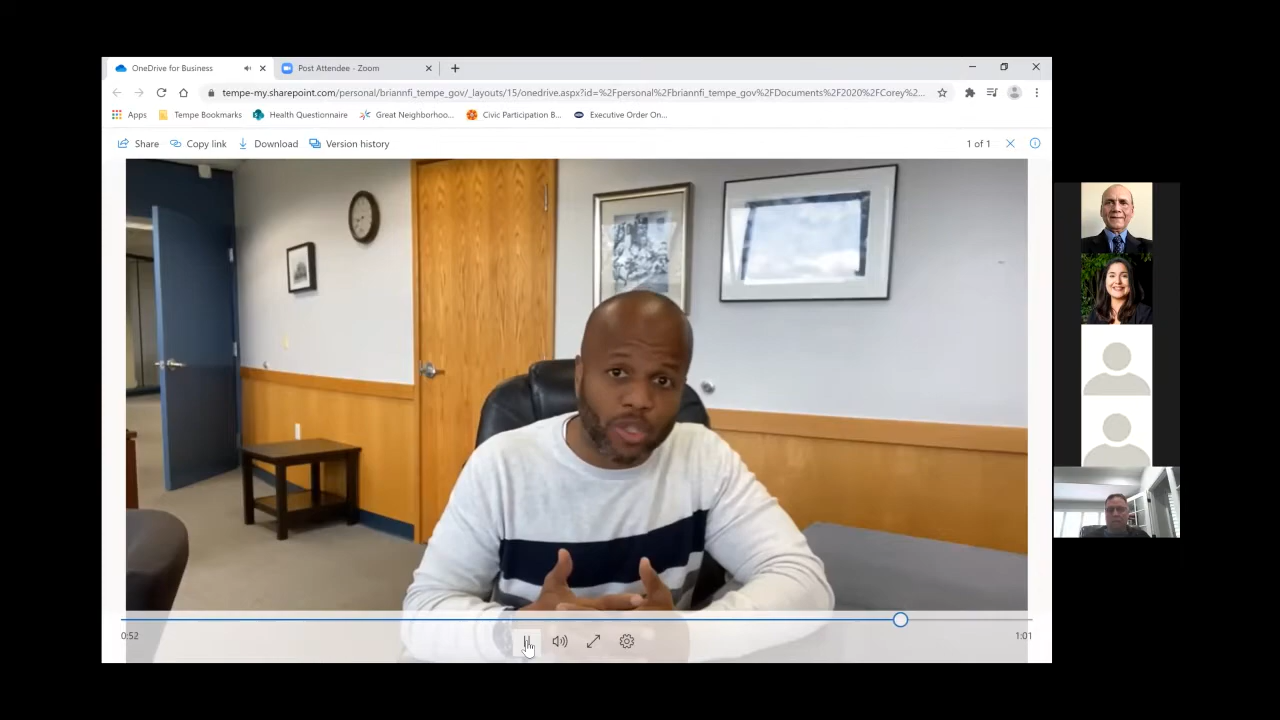 OneDrive for Business
Post Attendee - Zoom
tempe-my.sharepoint.com/personal/briannfi_tempe_gov/_layouts/15/onedrive.aspx?id=%2Fpersonal%2Fbriannfi_tempe_gov%2FDocuments%2F2020%2FCorey%2...
Apps Tempe Bookmarks Health Questionnaire Great Neighborhoo... Civic Participation B... Executive Order On...
Share Copy link Download Version history 1 of 1
0:52 1:01